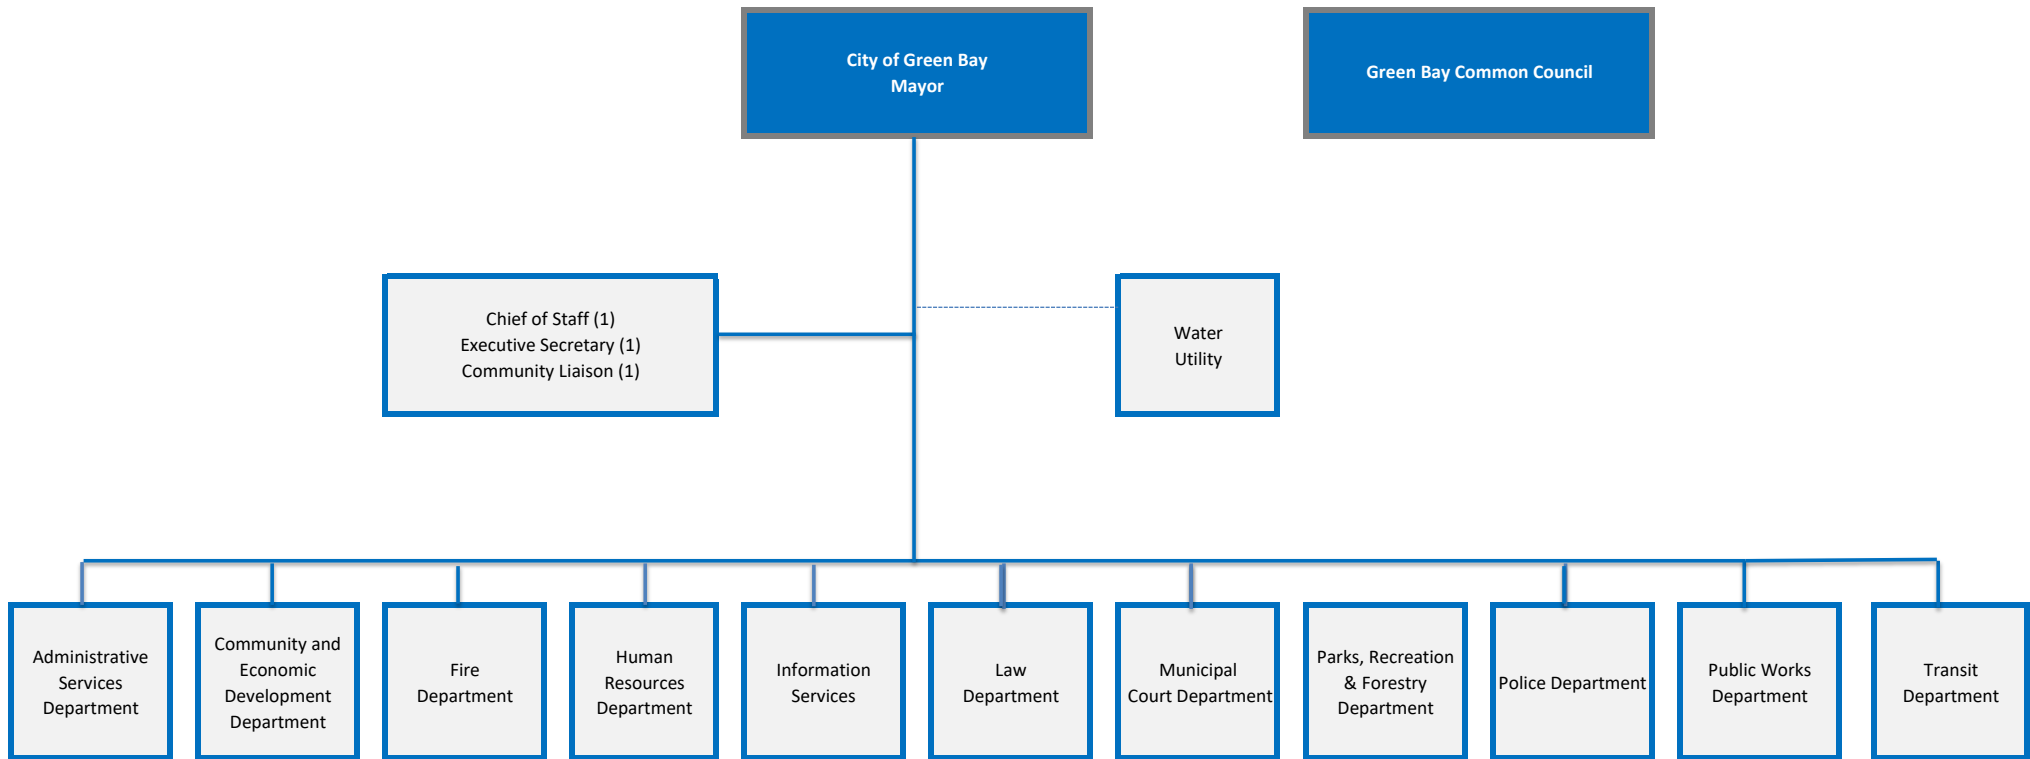 City of Green Bay
Mayor
Green Bay Common Council
Chief of Staff (1)
Executive Secretary (1)
Community Liaison (1)
Water
Utility
Administrative
Services
Department
Community and
Economic
Development
Department
Fire
Department
Human
Resources
Department
Information
Services
Law
Department
Municipal
Court Department
Parks, Recreation
& Forestry
Department
Police Department
Public Works
Department
Transit
Department